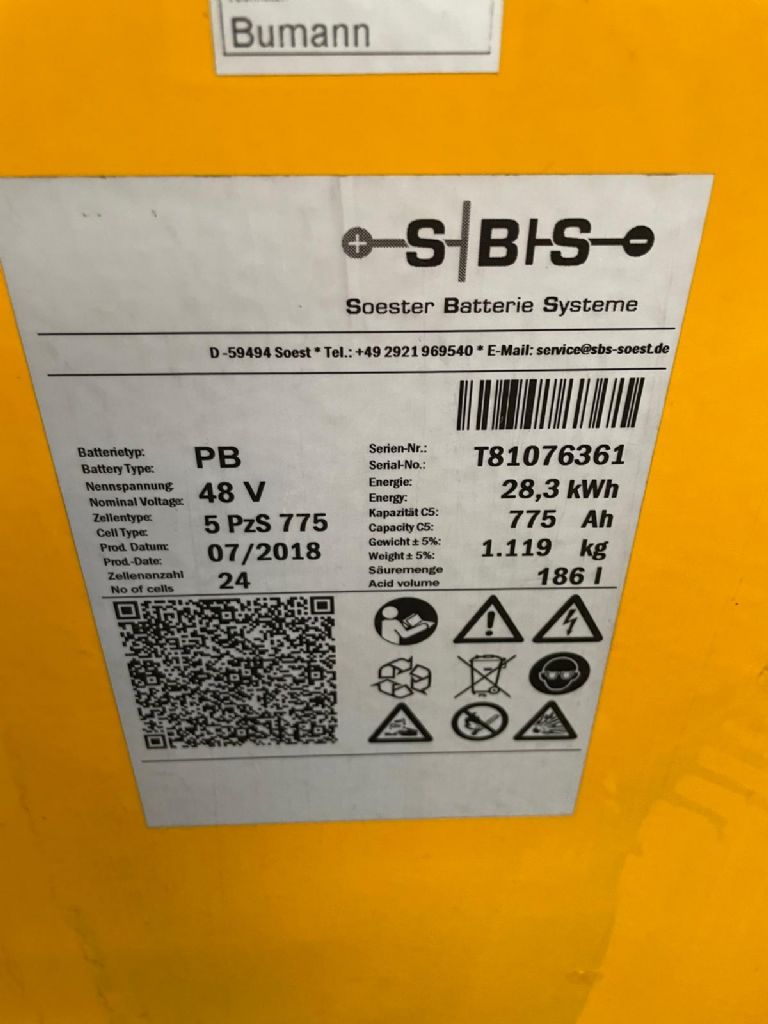 Bumann
S B S
Soester Batterie Systeme
D -59494 Soest * Tel.: +49 2921 969540 * E-Mail: service@sbs-soest.de
Batterietyp:
Battery Type:
PB
Nennspannung:
Nominal Voltage:
48 V
Zellentype:
Cell Type:
5 PzS 775
Prod. Datum:
Prod.-Date:
07/2018
Zellenanzahl
No of cells
24
Serien-Nr.:
Serial-No.:
T81076361
Energie:
Energy:
28,3 kWh
Kapazität C5:
Capacity C5:
775 Ah
Gewicht ± 5%:
Weight ± 5%:
1.119 kg
Säuremenge
Acid volume
186 l